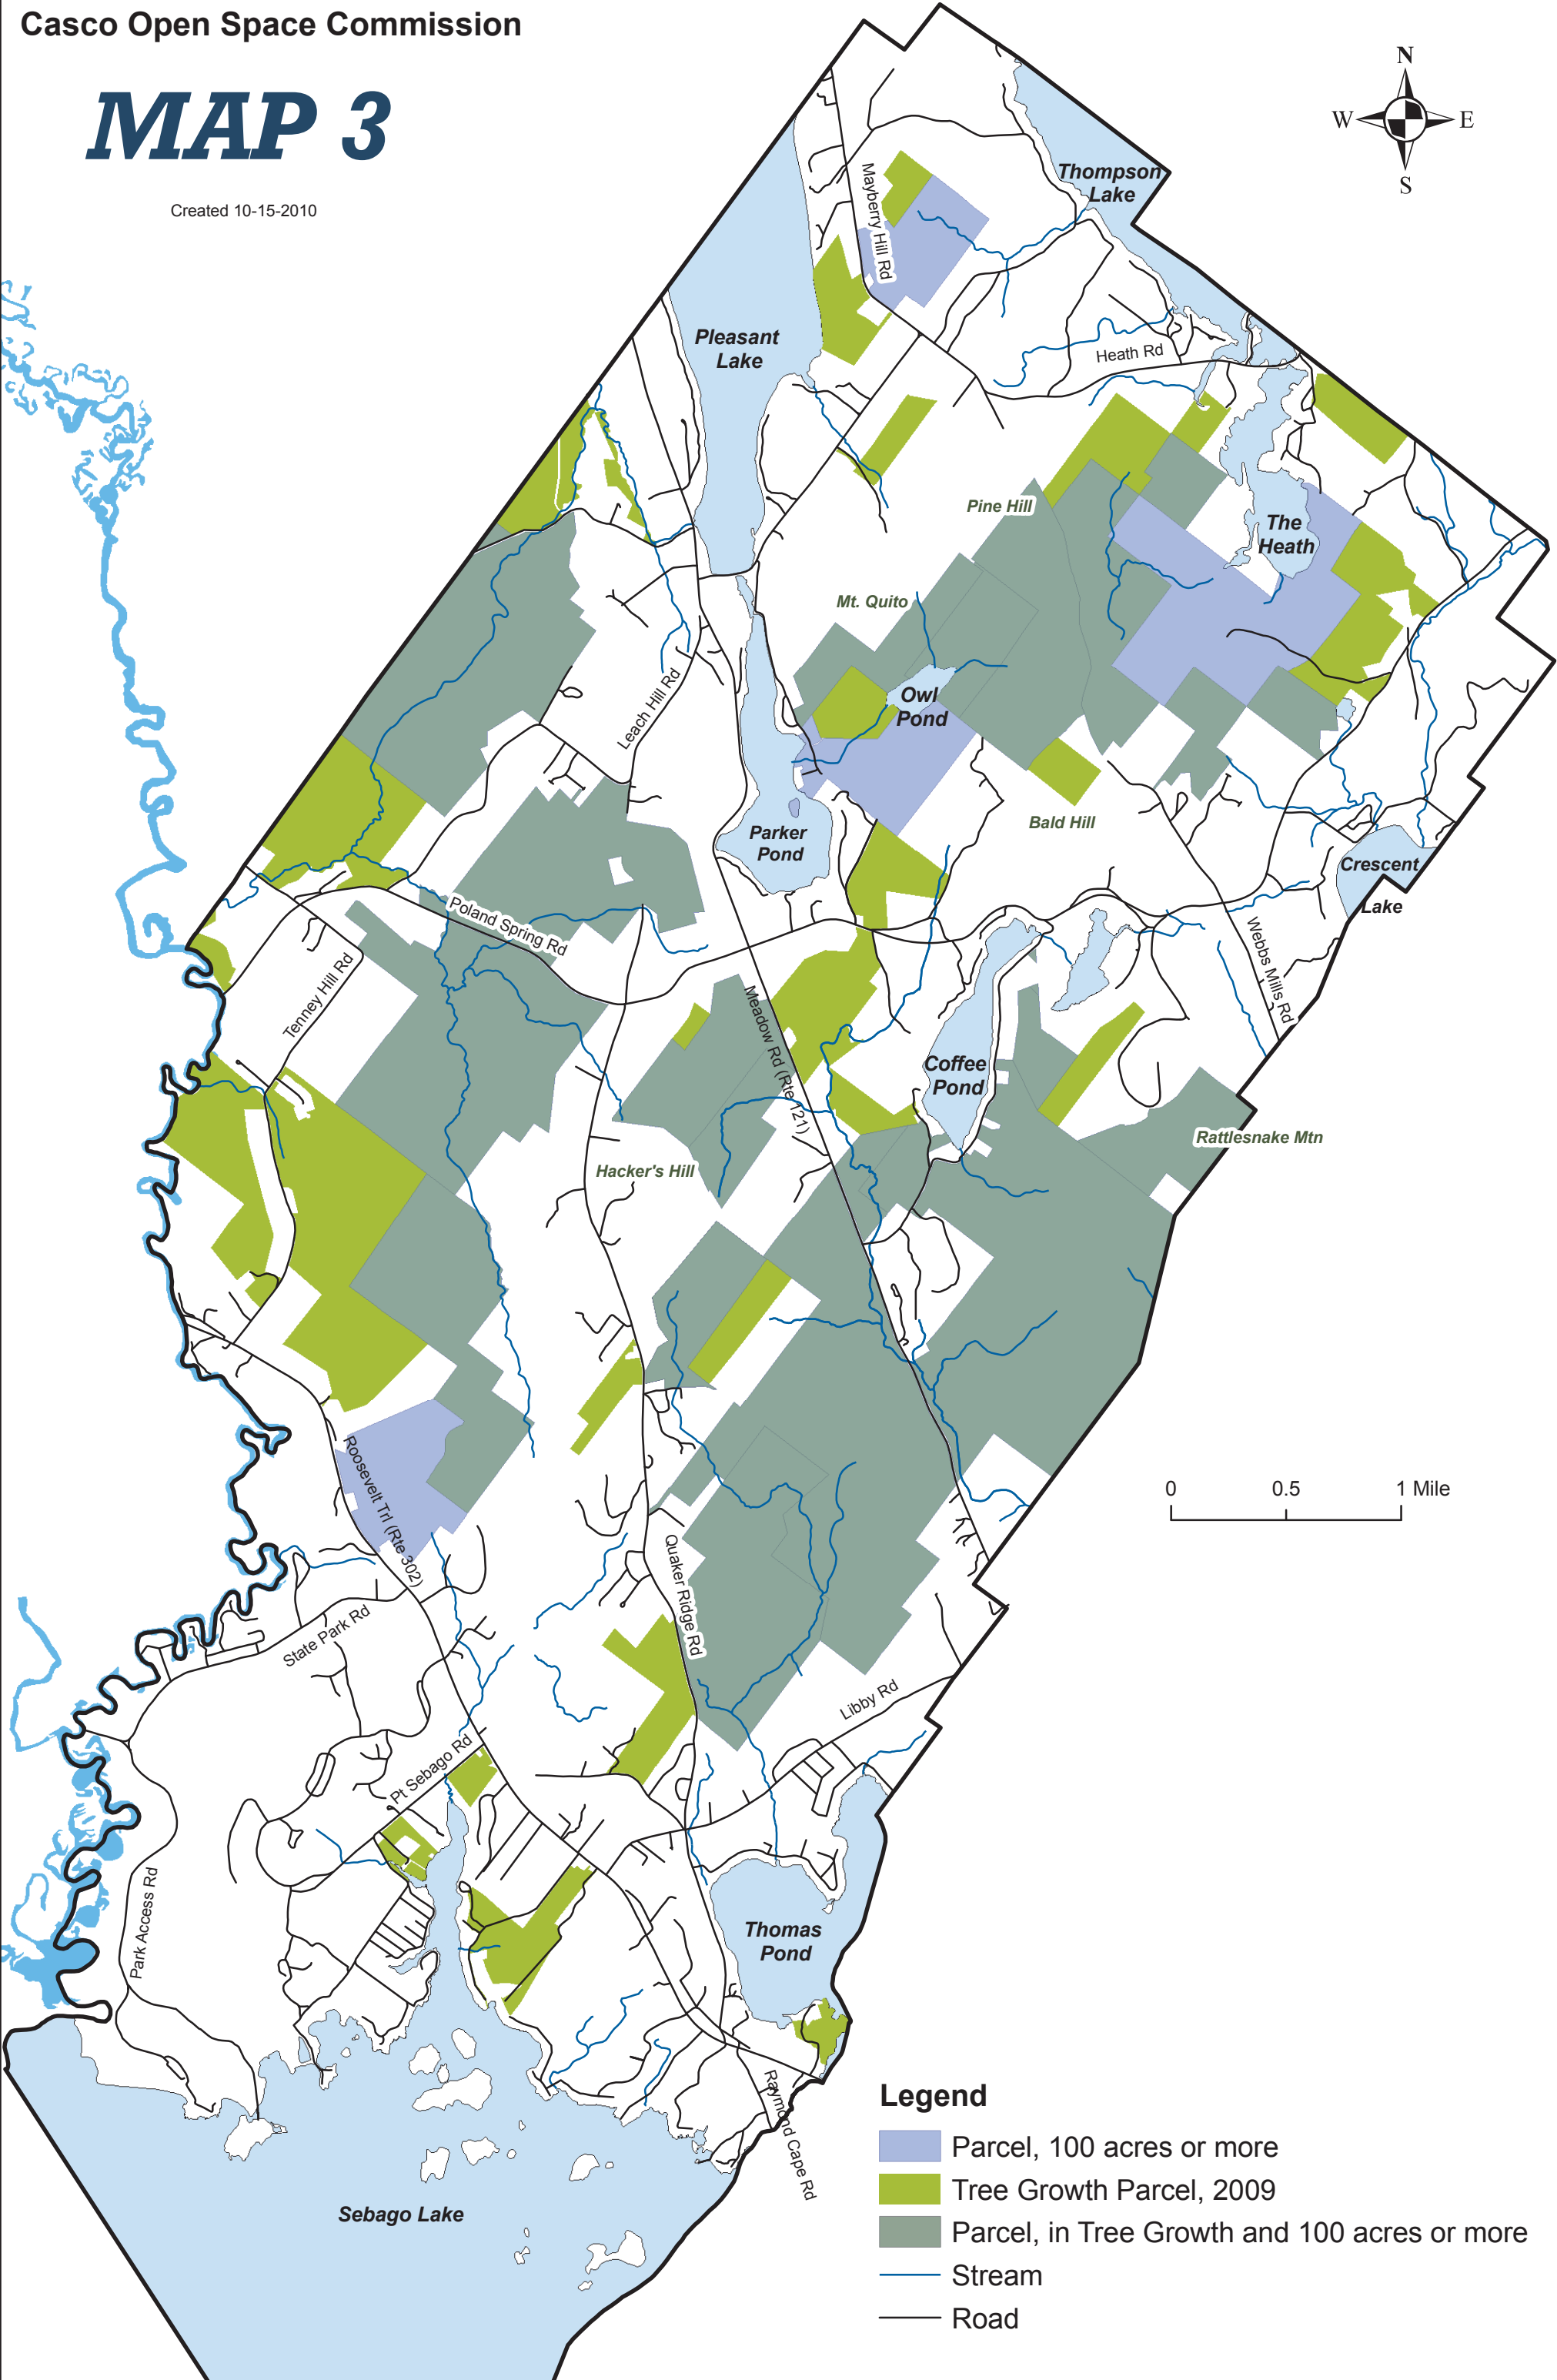 Casco Open Space Commission
MAP 3
Created 10-15-2010
N
W
E
S
Thompson
Lake
Mayberry Hill Rd
Pleasant
Lake
Heath Rd
Pine Hill
The
Heath
Mt. Quito
Owl
Pond
Leach Hill Rd
Bald Hill
Parker
Pond
Crescent
Lake
Poland Spring Rd
Webbs Mills Rd
Tenney Hill Rd
Meadow Rd (Rte 121)
Coffee
Pond
Rattlesnake Mtn
Hacker's Hill
Roosevelt Trl (Rte 302)
0
0.5
1 Mile
Quaker Ridge Rd
State Park Rd
Libby Rd
Pt Sebago Rd
Park Access Rd
Thomas
Pond
Raymond Cape Rd
Sebago Lake
Legend
Parcel, 100 acres or more
Tree Growth Parcel, 2009
Parcel, in Tree Growth and 100 acres or more
Stream
Road